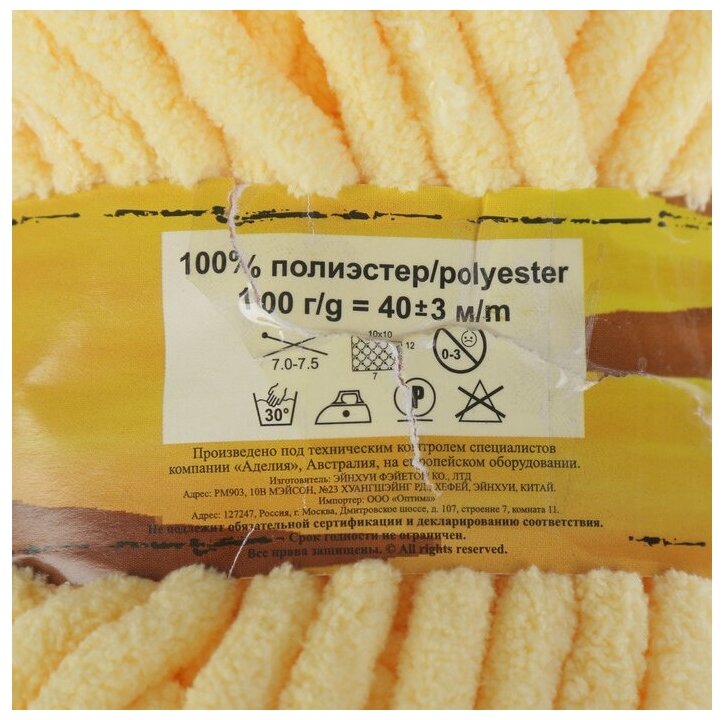 100% полиэстер/polyester
100 г/g = 40±3 м/m
10x10
12
7
7.0-7.5
0-3
30°
P
Произведено под техническим контролем специалистов
компании «Аделия», Австралия, на европейском оборудовании.
Изготовитель: ЭЙНХУИ ФЭЙЕТОН КО., ЛТД
Адрес: РМ903, 10В МЭЙСОН, №23 ХУАНГШЭЙНГ РД., ХЕФЕЙ, ЭЙНХУИ, КИТАЙ.
Импортер: ООО «Оптима»
Адрес: 127247, Россия, г. Москва, Дмитровское шоссе, д. 107, строение 7, комната 11.
Не подлежит обязательной сертификации и декларированию соответствия.
Срок годности не ограничен.
Все права защищены. © All rights reserved.